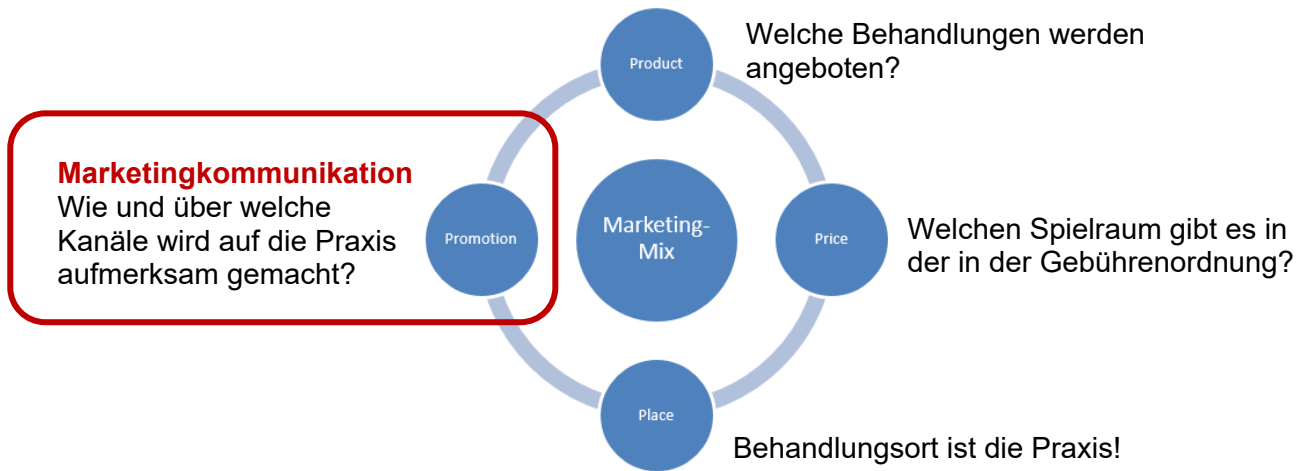 Product
Welche Behandlungen werden
angeboten?
Marketingkommunikation
Wie und über welche
Kanäle wird auf die Praxis
aufmerksam gemacht?
Promotion
Marketing-
Mix
Price
Welchen Spielraum gibt es in
der in der Gebührenordnung?
Place
Behandlungsort ist die Praxis!